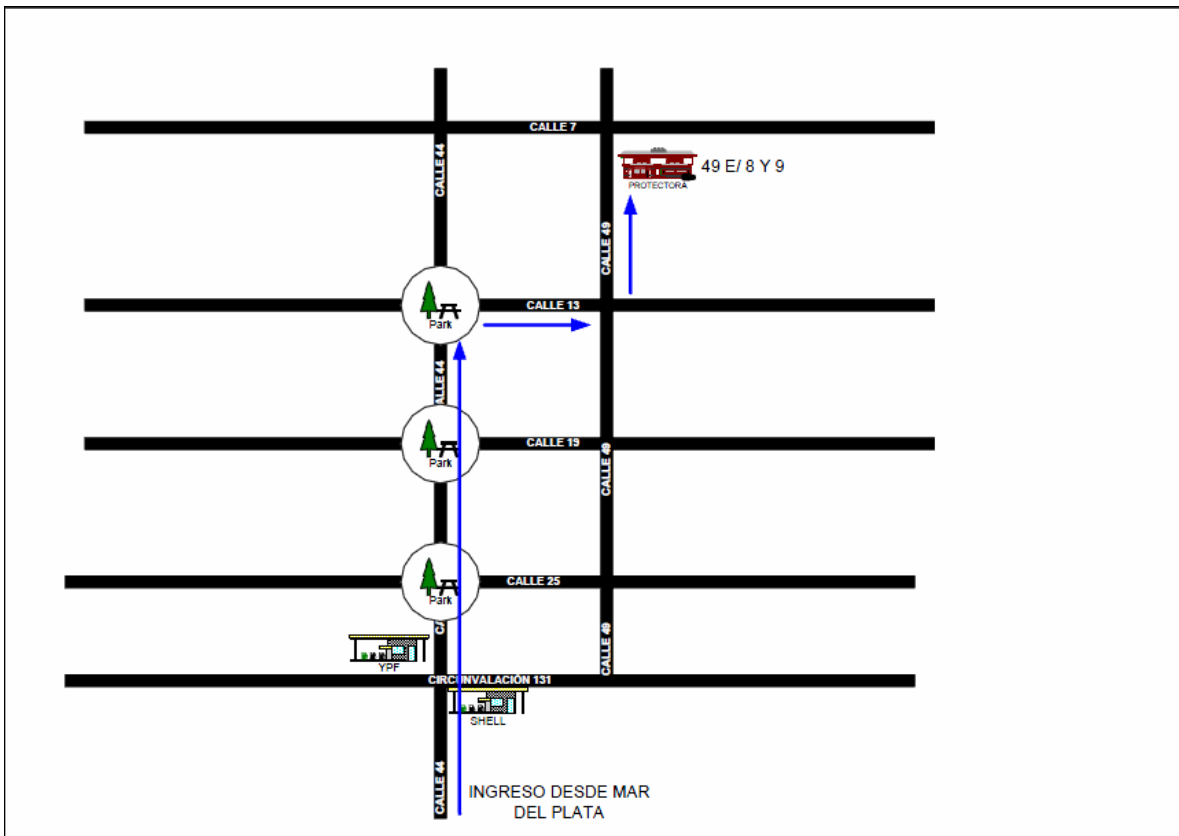 CALLE 7
CALLE 44
49 E/ 8 Y 9
PROTECTORA
CALLE 49
CALLE 13
Park
CALLE 44
CALLE 19
Park
CALLE 49
CALLE 25
Park
CA
YPF
CALLE 49
CIRCUNVALACIÓN 131
SHELL
CALLE 44
INGRESO DESDE MAR
DEL PLATA